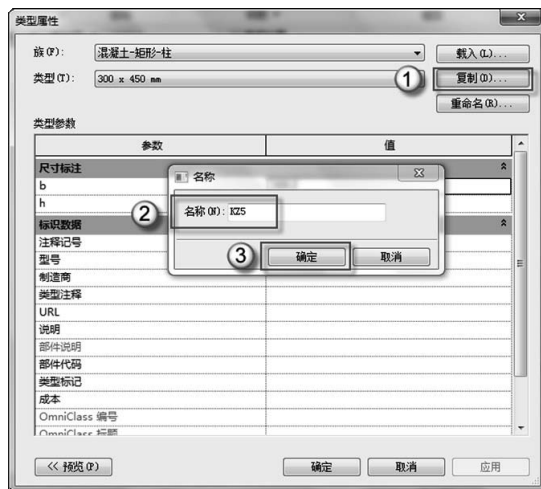 类型属性
族(F): 混凝土-矩形-柱 载入(L)...
类型(T): 300 x 450 mm ① 复制(D)...
重命名(R)...
类型参数
参数 值
尺寸标注
b
h
标识数据
注释记号
型号
制造商
类型注释
URL
说明
部件说明
部件代码
类型标记
成本
OmniClass 编号
OmniClass 标题
名称
② 名称(N): KZ5
③ 确定 取消
<< 预览(P) 确定 取消 应用